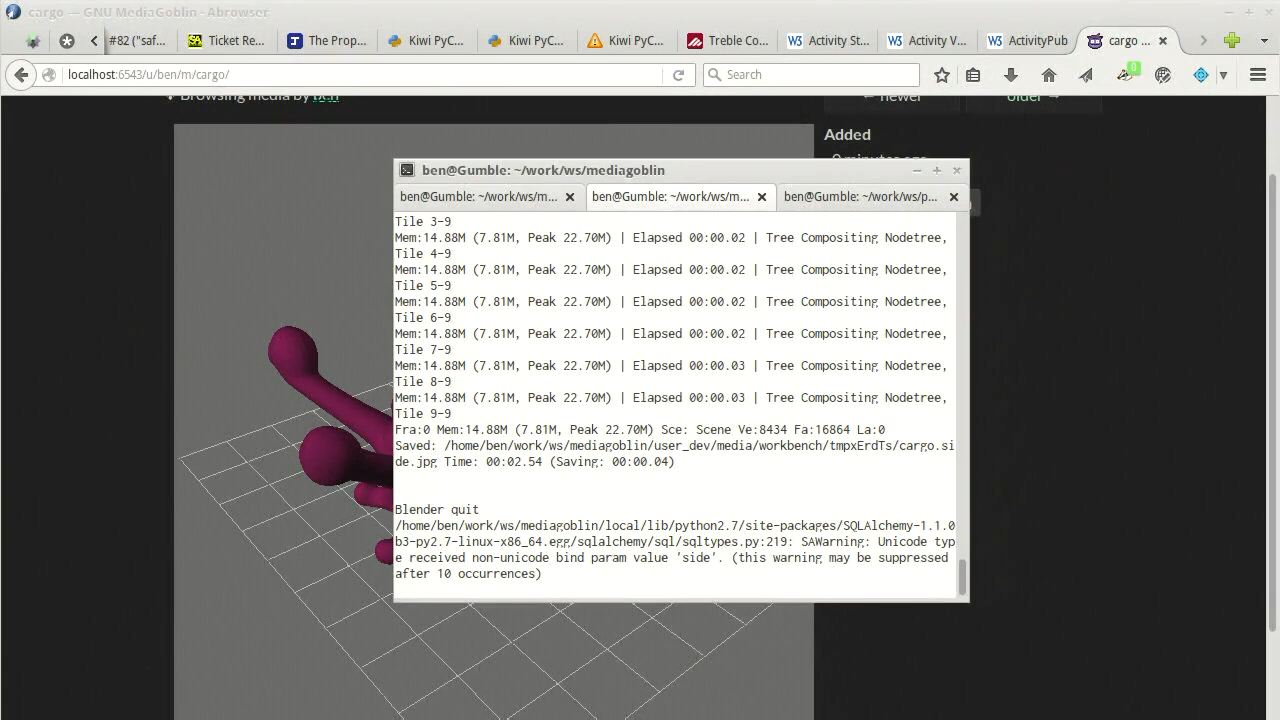 cargo — GNU MediaGoblin - Abrowser
#82 ("saf...
Ticket Re...
The Prop...
Kiwi PyC...
Kiwi PyC...
Kiwi PyC...
Treble Co...
Activity St...
Activity V...
ActivityPub
cargo ...
localhost:6543/u/ben/m/cargo/
Search
0
Browsing media by ben
← newer
older →
Added
0 minutes ago
ben@Gumble: ~/work/ws/mediagoblin
ben@Gumble: ~/work/ws/m...
ben@Gumble: ~/work/ws/m...
ben@Gumble: ~/work/ws/p...
Tile 3-9
Mem:14.88M (7.81M, Peak 22.70M) | Elapsed 00:00.02 | Tree Compositing Nodetree,
Tile 4-9
Mem:14.88M (7.81M, Peak 22.70M) | Elapsed 00:00.02 | Tree Compositing Nodetree,
Tile 5-9
Mem:14.88M (7.81M, Peak 22.70M) | Elapsed 00:00.02 | Tree Compositing Nodetree,
Tile 6-9
Mem:14.88M (7.81M, Peak 22.70M) | Elapsed 00:00.02 | Tree Compositing Nodetree,
Tile 7-9
Mem:14.88M (7.81M, Peak 22.70M) | Elapsed 00:00.03 | Tree Compositing Nodetree,
Tile 8-9
Mem:14.88M (7.81M, Peak 22.70M) | Elapsed 00:00.03 | Tree Compositing Nodetree,
Tile 9-9
Fra:0 Mem:14.88M (7.81M, Peak 22.70M) Sce: Scene Ve:8434 Fa:16864 La:0
Saved: /home/ben/work/ws/mediagoblin/user_dev/media/workbench/tmpxErdTs/cargo.si
de.jpg Time: 00:02.54 (Saving: 00:00.04)
Blender quit
/home/ben/work/ws/mediagoblin/local/lib/python2.7/site-packages/SQLAlchemy-1.1.0
b3-py2.7-linux-x86_64.egg/sqlalchemy/sql/sqltypes.py:219: SAWarning: Unicode typ
e received non-unicode bind param value 'side'. (this warning may be suppressed
after 10 occurrences)